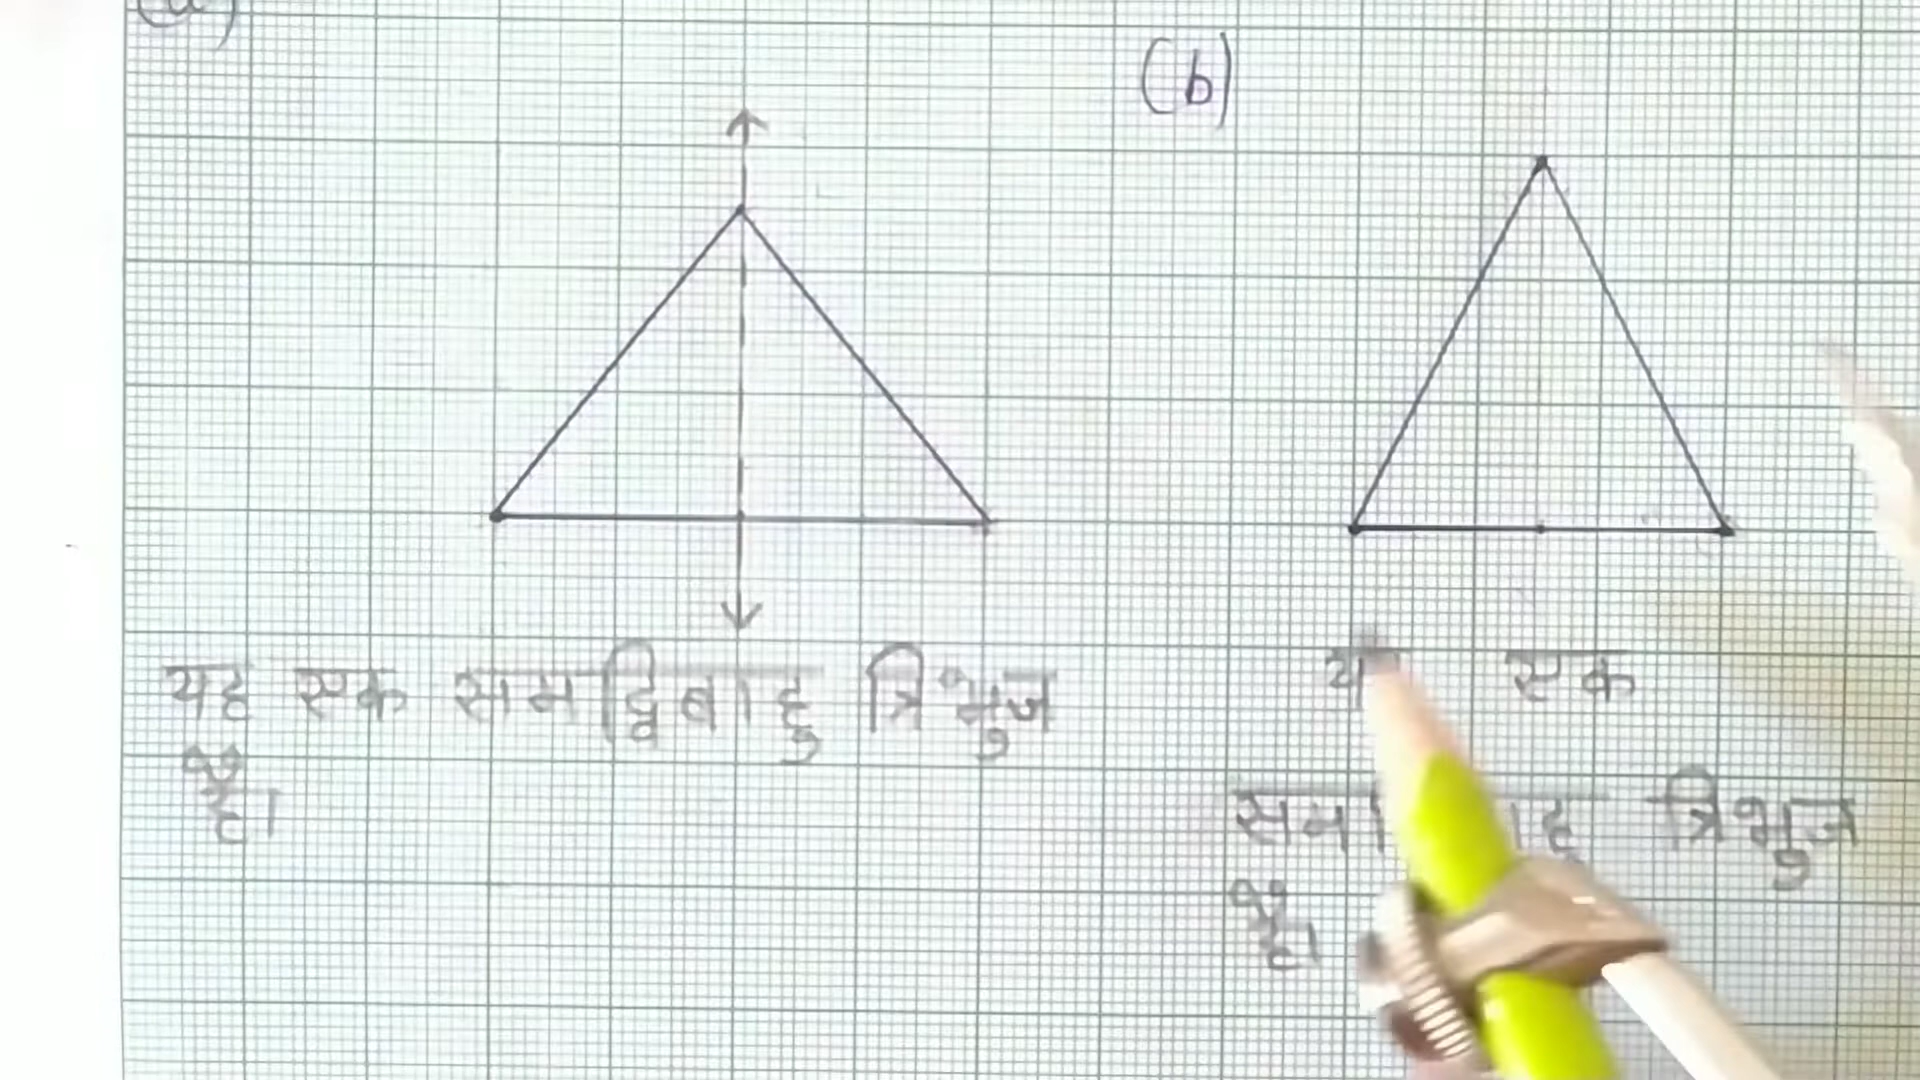 (a)
(b)
यह एक समद्विबाहु त्रिभुज
है।
एक
त्रिभुज
है।